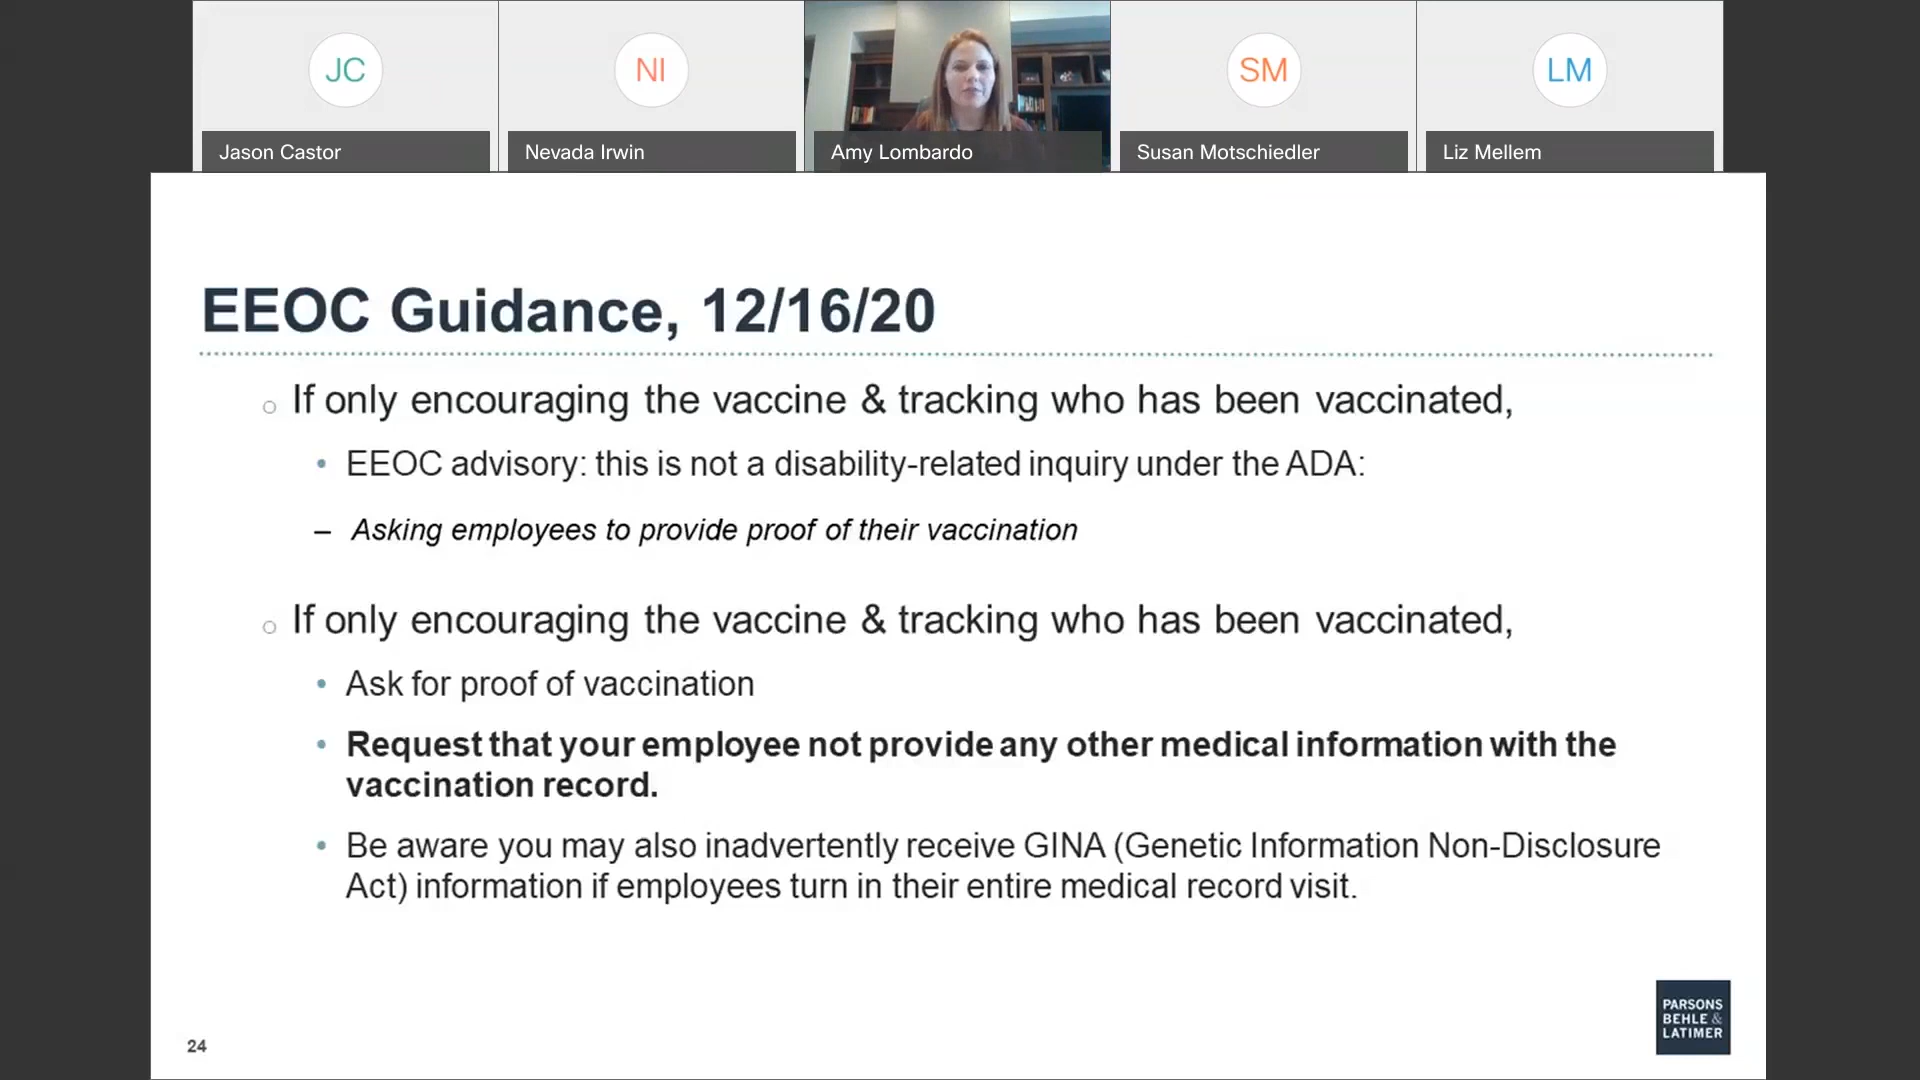 JC
NI
SM
LM
Jason Castor
Nevada Irwin
Amy Lombardo
Susan Motschiedler
Liz Mellem
EEOC Guidance, 12/16/20
If only encouraging the vaccine & tracking who has been vaccinated,
• EEOC advisory: this is not a disability-related inquiry under the ADA:
– Asking employees to provide proof of their vaccination
If only encouraging the vaccine & tracking who has been vaccinated,
• Ask for proof of vaccination
• Request that your employee not provide any other medical information with the
vaccination record.
• Be aware you may also inadvertently receive GINA (Genetic Information Non-Disclosure
Act) information if employees turn in their entire medical record visit.
24
PARSONS
BEHLE &
LATIMER